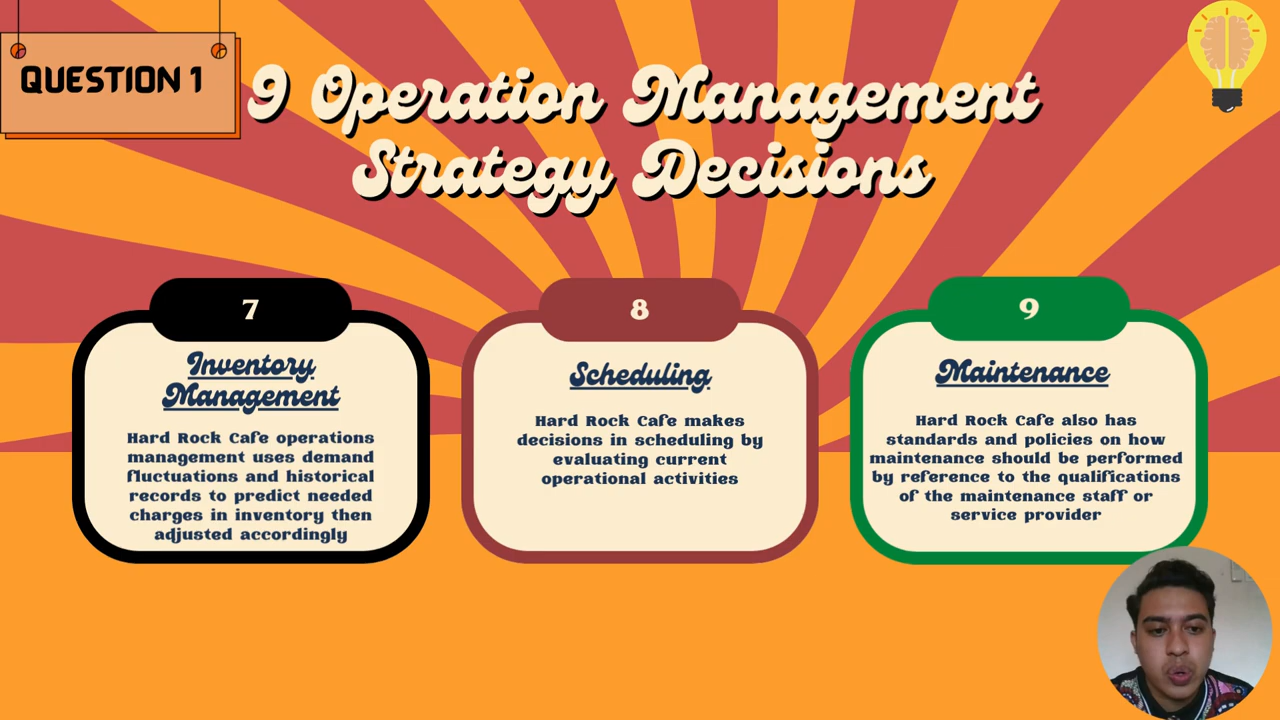 QUESTION 1
9 Operation Management
Strategy Decisions
7
Inventory
Management
Hard Rock Cafe operations
management uses demand
fluctuations and historical
records to predict needed
charges in inventory then
adjusted accordingly
8
Scheduling
Hard Rock Cafe makes
decisions in scheduling by
evaluating current
operational activities
9
Maintenance
Hard Rock Cafe also has
standards and policies on how
maintenance should be performed
by reference to the qualifications
of the maintenance staff or
service provider